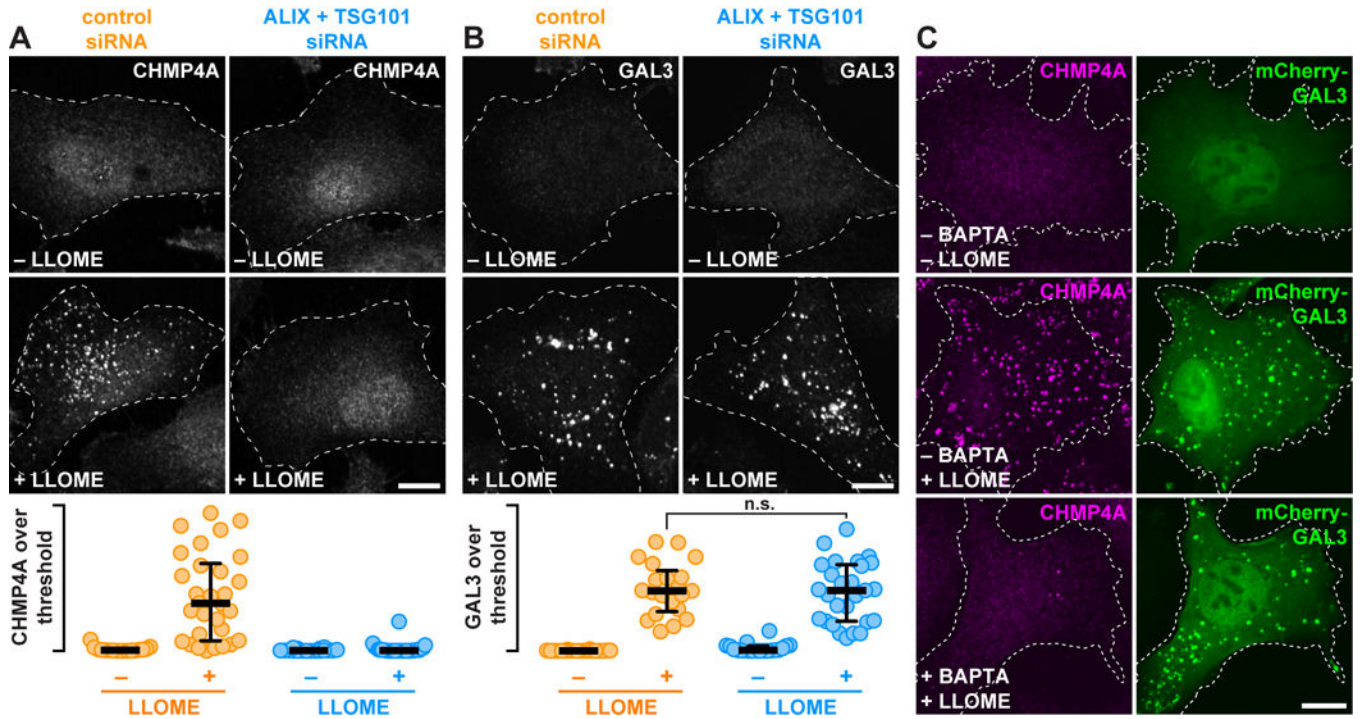 A
control
siRNA
ALIX + TSG101
siRNA
CHMP4A
CHMP4A
– LLOME
– LLOME
+ LLOME
+ LLOME
CHMP4A over
threshold
–
+
–
+
LLOME
LLOME
B
control
siRNA
ALIX + TSG101
siRNA
GAL3
GAL3
– LLOME
– LLOME
+ LLOME
+ LLOME
n.s.
GAL3 over
threshold
–
+
–
+
LLOME
LLOME
C
CHMP4A
mCherry-
GAL3
– BAPTA
– LLOME
CHMP4A
mCherry-
GAL3
– BAPTA
+ LLOME
CHMP4A
mCherry-
GAL3
+ BAPTA
+ LLOME